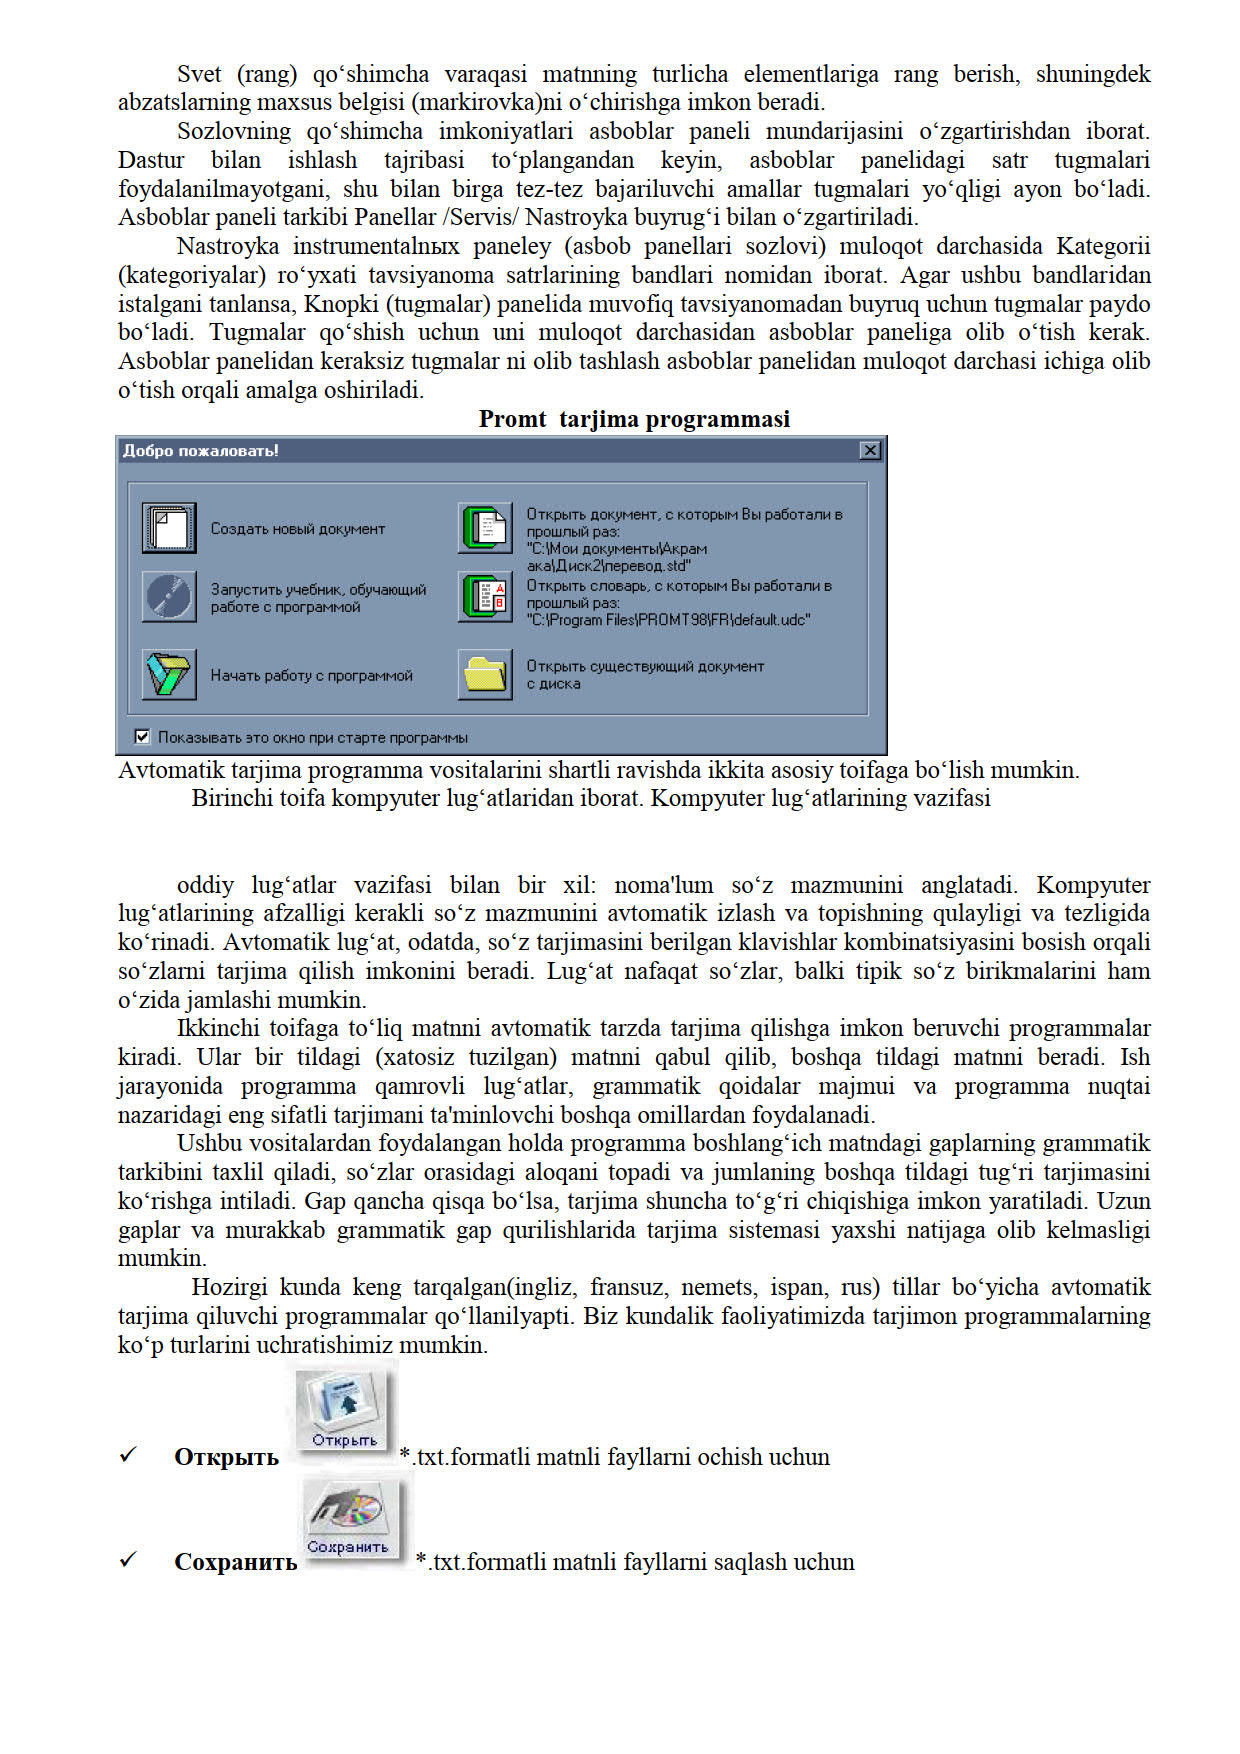 Svet (rang) qo‘shimcha varaqasi matnning turlicha elementlariga rang berish, shuningdek
abzatslarning maxsus belgisi (markirovka)ni o‘chirishga imkon beradi.
Sozlovning qo‘shimcha imkoniyatlari asboblar paneli mundarijasini o‘zgartirishdan iborat.
Dastur bilan ishlash tajribasi to‘plangandan keyin, asboblar panelidagi satr tugmalari
foydalanilmayotgani, shu bilan birga tez-tez bajariluvchi amallar tugmalari yo‘qligi ayon bo‘ladi.
Asboblar paneli tarkibi Panellar /Servis/ Nastroyka buyrug‘i bilan o‘zgartiriladi.
Nastroyka instrumentalnых paneley (asbob panellari sozlovi) muloqot darchasida Kategorii
(kategoriyalar) ro‘yxati tavsiyanoma satrlarining bandlari nomidan iborat. Agar ushbu bandlaridan
istalgani tanlansa, Knopki (tugmalar) panelida muvofiq tavsiyanomadan buyruq uchun tugmalar paydo
bo‘ladi. Tugmalar qo‘shish uchun uni muloqot darchasidan asboblar paneliga olib o‘tish kerak.
Asboblar panelidan keraksiz tugmalar ni olib tashlash asboblar panelidan muloqot darchasi ichiga olib
o‘tish orqali amalga oshiriladi.
Promt tarjima programmasi
Добро пожаловать!
Создать новый документ
Открыть документ, с которым Вы работали в
прошлый раз:
"C:\Мои документы\Акрам
ака\Диск2\перевод.std"
Запустить учебник, обучающий
работе с программой
Открыть словарь, с которым Вы работали в
прошлый раз:
"C:\Program Files\PROMT98\FR\default.udc"
Начать работу с программой
Открыть существующий документ
с диска
Показывать это окно при старте программы
Avtomatik tarjima programma vositalarini shartli ravishda ikkita asosiy toifaga bo‘lish mumkin.
Birinchi toifa kompyuter lug‘atlaridan iborat. Kompyuter lug‘atlarining vazifasi
oddiy lug‘atlar vazifasi bilan bir xil: noma'lum so‘z mazmunini anglatadi. Kompyuter
lug‘atlarining afzalligi kerakli so‘z mazmunini avtomatik izlash va topishning qulayligi va tezligida
ko‘rinadi. Avtomatik lug‘at, odatda, so‘z tarjimasini berilgan klavishlar kombinatsiyasini bosish orqali
so‘zlarni tarjima qilish imkonini beradi. Lug‘at nafaqat so‘zlar, balki tipik so‘z birikmalarini ham
o‘zida jamlashi mumkin.
Ikkinchi toifaga to‘liq matnni avtomatik tarzda tarjima qilishga imkon beruvchi programmalar
kiradi. Ular bir tildagi (xatosiz tuzilgan) matnni qabul qilib, boshqa tildagi matnni beradi. Ish
jarayonida programma qamrovli lug‘atlar, grammatik qoidalar majmui va programma nuqtai
nazaridagi eng sifatli tarjimani ta'minlovchi boshqa omillardan foydalanadi.
Ushbu vositalardan foydalangan holda programma boshlang‘ich matndagi gaplarning grammatik
tarkibini taxlil qiladi, so‘zlar orasidagi aloqani topadi va jumlaning boshqa tildagi tug‘ri tarjimasini
ko‘rishga intiladi. Gap qancha qisqa bo‘lsa, tarjima shuncha to‘g‘ri chiqishiga imkon yaratiladi. Uzun
gaplar va murakkab grammatik gap qurilishlarida tarjima sistemasi yaxshi natijaga olib kelmasligi
mumkin.
Hozirgi kunda keng tarqalgan(ingliz, fransuz, nemets, ispan, rus) tillar bo‘yicha avtomatik
tarjima qiluvchi programmalar qo‘llanilyapti. Biz kundalik faoliyatimizda tarjimon programmalarning
ko‘p turlarini uchratishimiz mumkin.
Открыть
✓ Открыть *.txt.formatli matnli fayllarni ochish uchun
Сохранить
✓ Сохранить *.txt.formatli matnli fayllarni saqlash uchun